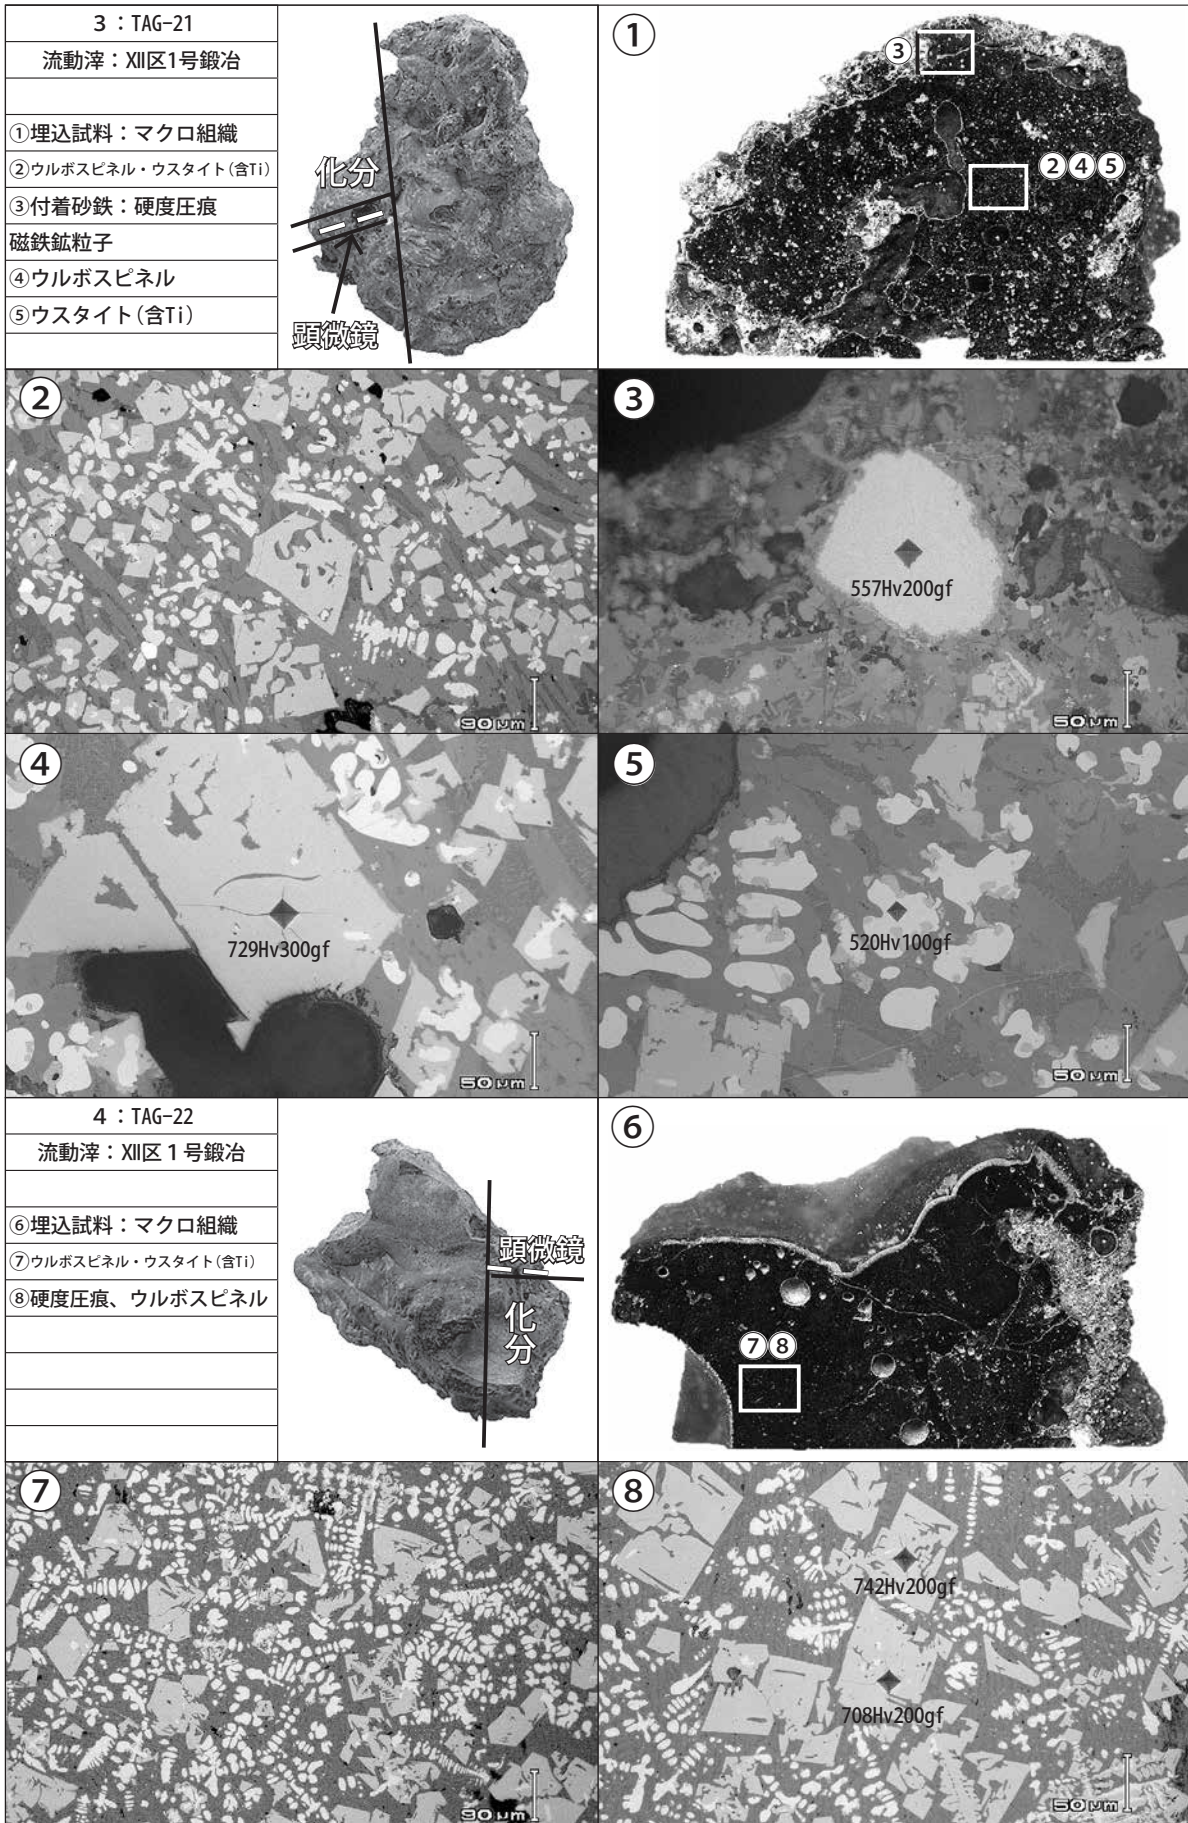 3：TAG-21
流動滓：Ⅻ区1号鍛冶
①埋込試料：マクロ組織
②ウルボスピネル・ウスタイト(含Ti)
③付着砂鉄：硬度圧痕
磁鉄鉱粒子
④ウルボスピネル
⑤ウスタイト(含Ti)
化分
顕微鏡
①
③
②④⑤
②
90μm
③
557Hv200gf
50μm
④
729Hv300gf
50μm
⑤
520Hv100gf
50μm
4：TAG-22
流動滓：Ⅻ区１号鍛冶
⑥埋込試料：マクロ組織
⑦ウルボスピネル・ウスタイト(含Ti)
⑧硬度圧痕、ウルボスピネル
顕微鏡
化分
⑥
⑦⑧
⑦
90μm
⑧
742Hv200gf
708Hv200gf
50μm